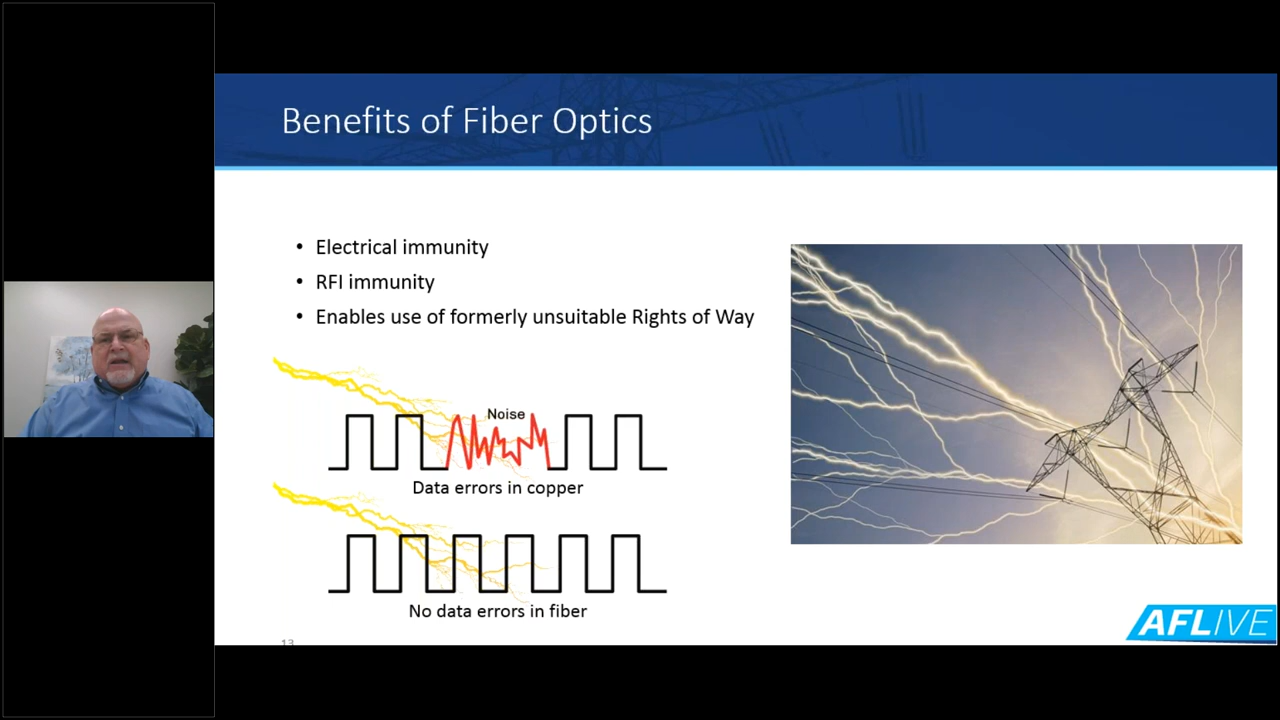 Benefits of Fiber Optics
• Electrical immunity
• RFI immunity
• Enables use of formerly unsuitable Rights of Way
Noise
Data errors in copper
No data errors in fiber
13
AFLIVE